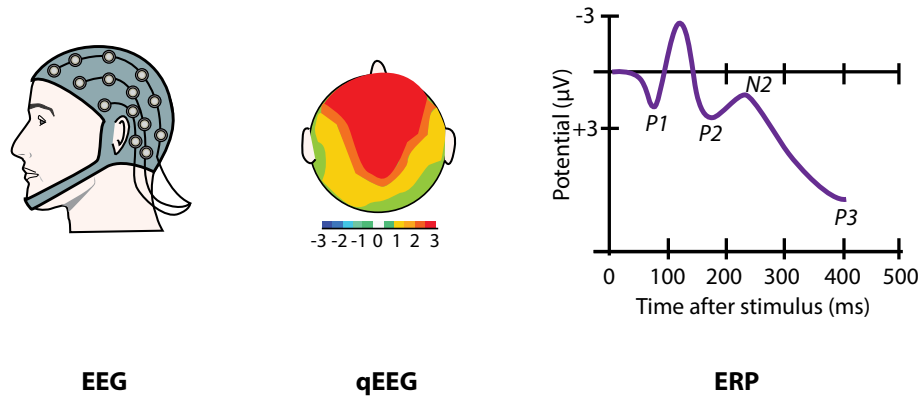 -3
+3
Potential (µV)
P1
P2
N2
P3
0 100 200 300 400 500
Time after stimulus (ms)
-3 -2 -1 0 1 2 3
EEG
qEEG
ERP